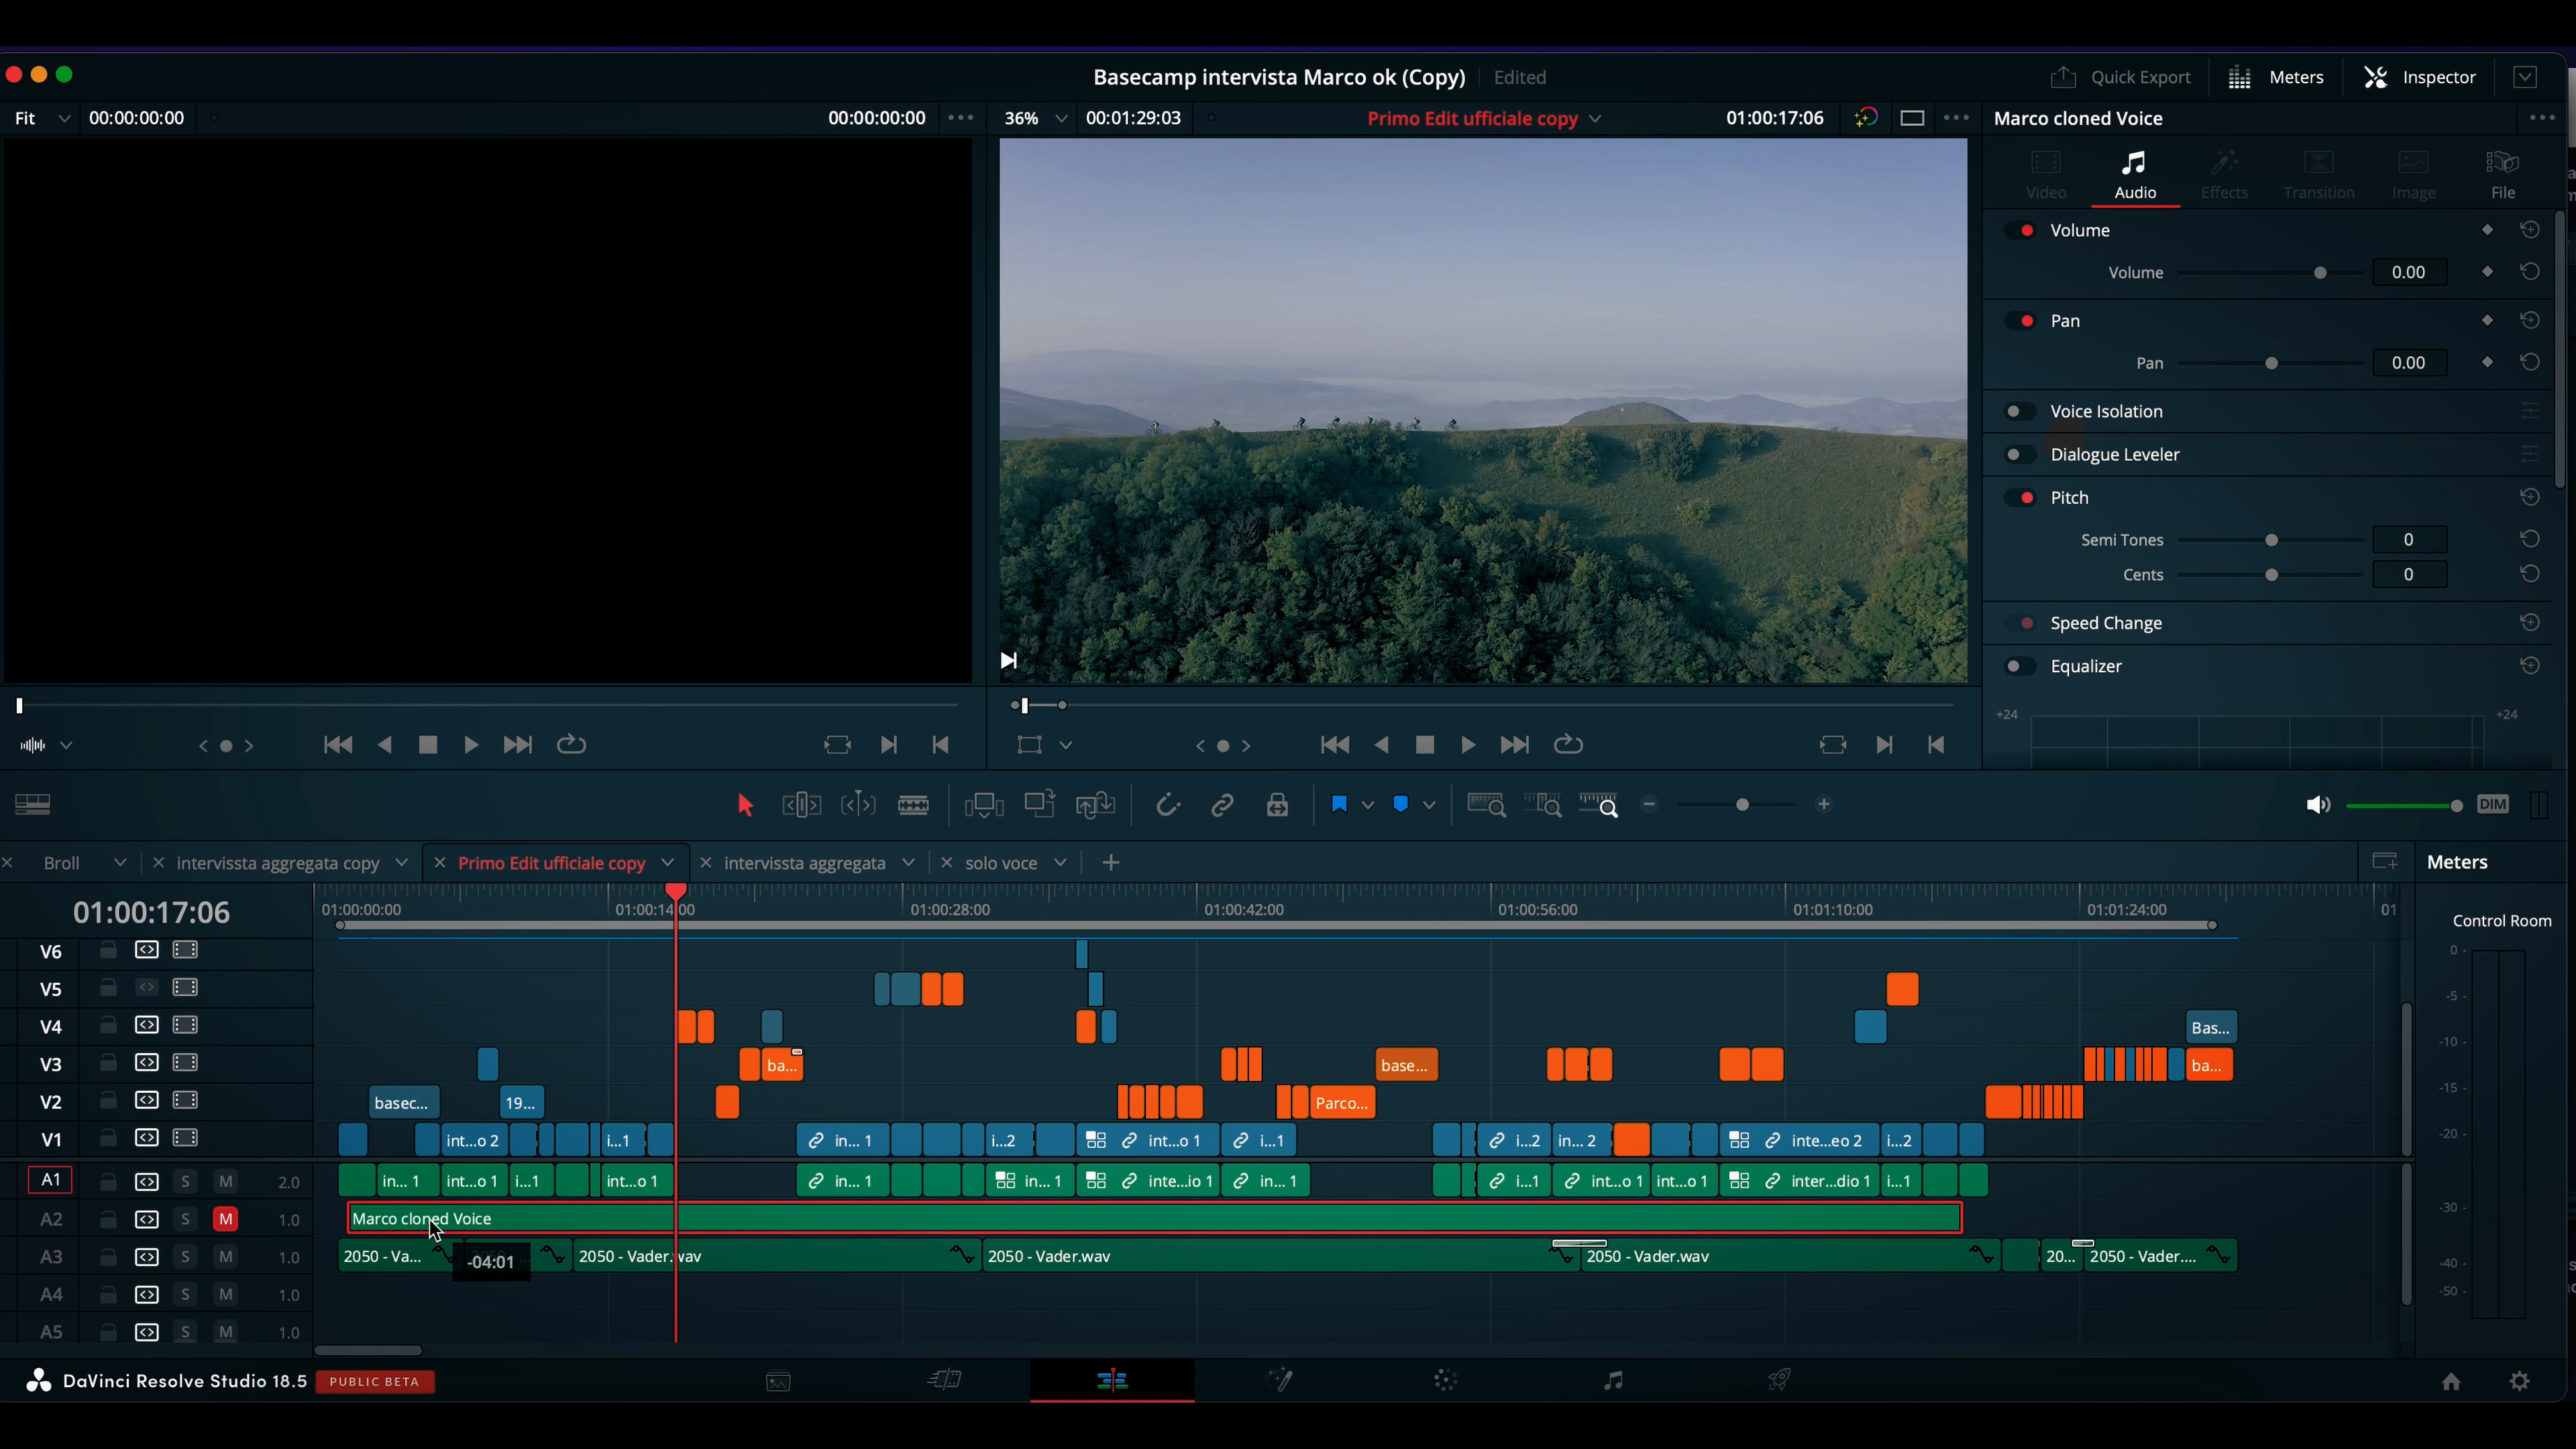 Basecamp intervista Marco ok (Copy) Edited Quick Export Meters Inspector
Fit 00:00:00:00 00:00:00:00 36% 00:01:29:03 Primo Edit ufficiale copy 01:00:17:06 Marco cloned Voice
Video Audio Effects Transition Image File
Volume
Volume 0.00
Pan
Pan 0.00
Voice Isolation
Dialogue Leveler
Pitch
Semi Tones 0
Cents 0
Speed Change
Equalizer
+24 +24
DIM
Broll intervissta aggregata copy Primo Edit ufficiale copy intervissta aggregata solo voce Meters
01:00:17:06 01:00:00:00 01:00:14:00 01:00:28:00 01:00:42:00 01:00:56:00 01:01:10:00 01:01:24:00 01
Control Room
V6
V5
V4 Bas...
V3 ba... base... ba...
V2 basec... 19... Parco...
V1 int...o 2 i...1 in... 1 i...2 int...o 1 i...1 i...2 in... 2 inte...eo 2 i...2
A1 S M 2.0 in... 1 int...o 1 i...1 int...o 1 in... 1 in... 1 inte...io 1 in... 1 i...1 int...o 1 int...o 1 inter...dio 1 i...1
A2 S M 1.0 Marco cloned Voice
A3 S M 1.0 2050 - Va... 2050 - Vader.wav 2050 - Vader.wav 2050 - Vader.wav 20... 2050 - Vader....
-04:01
A4 S M 1.0
A5 S M 1.0
0 -
-5 -
-10 -
-15 -
-20 -
-30 -
-40 -
-50 -
DaVinci Resolve Studio 18.5 PUBLIC BETA